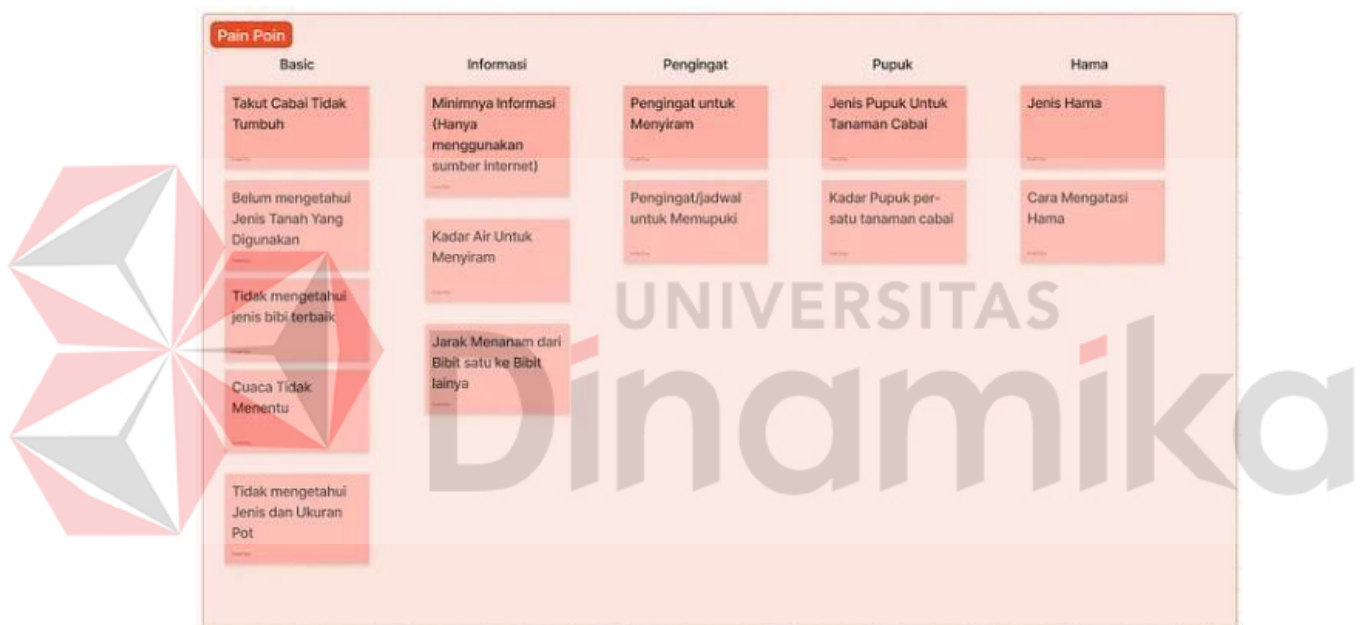 Pain Poin
Basic
Takut Cabai Tidak
Tumbuh
Belum mengetahui
Jenis Tanah Yang
Digunakan
Tidak mengetahui
jenis bibi terbaik
Cuaca Tidak
Menentu
Tidak mengetahui
Jenis dan Ukuran
Pot
Informasi
Minimnya Informasi
(Hanya
menggunakan
sumber internet)
Kadar Air Untuk
Menyiram
Jarak Menanam dari
Bibit satu ke Bibit
lainya
Pengingat
Pengingat untuk
Menyiram
Pengingat/jadwal
untuk Memupuki
Pupuk
Jenis Pupuk Untuk
Tanaman Cabai
Kadar Pupuk per-
satu tanaman cabai
Hama
Jenis Hama
Cara Mengatasi
Hama
UNIVERSITAS
Dinamika